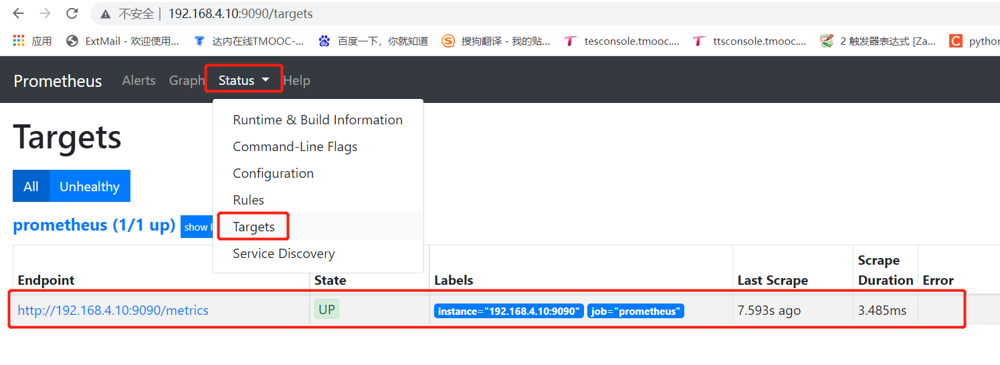 不安全 | 192.168.4.10:9090/targets
应用 ExtMail - 欢迎使用... 达内在线TMOOC-... 百度一下，你就知道 搜狗翻译 - 我的贴... tesconsole.tmooc.... ttsconsole.tmooc.... 2 触发器表达式 [Za... python
Prometheus Alerts Graph Status Help
Runtime & Build Information
Targets
Command-Line Flags
Configuration
All Unhealthy
Rules
prometheus (1/1 up) show Targets
Service Discovery
Endpoint State Labels Last Scrape Scrape Duration Error
http://192.168.4.10:9090/metrics UP instance="192.168.4.10:9090" job="prometheus" 7.593s ago 3.485ms